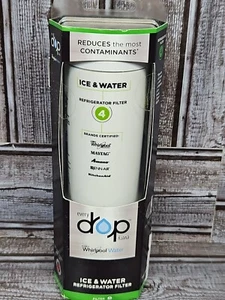 REDUCES the most
CONTAMINANTS
ICE & WATER
REFRIGERATOR FILTER
4
BRANDS CERTIFIED:
Whirlpool
MAYTAG
Amana
KitchenAid
every
drop
Whirlpool Water
ICE & WATER
REFRIGERATOR FILTER